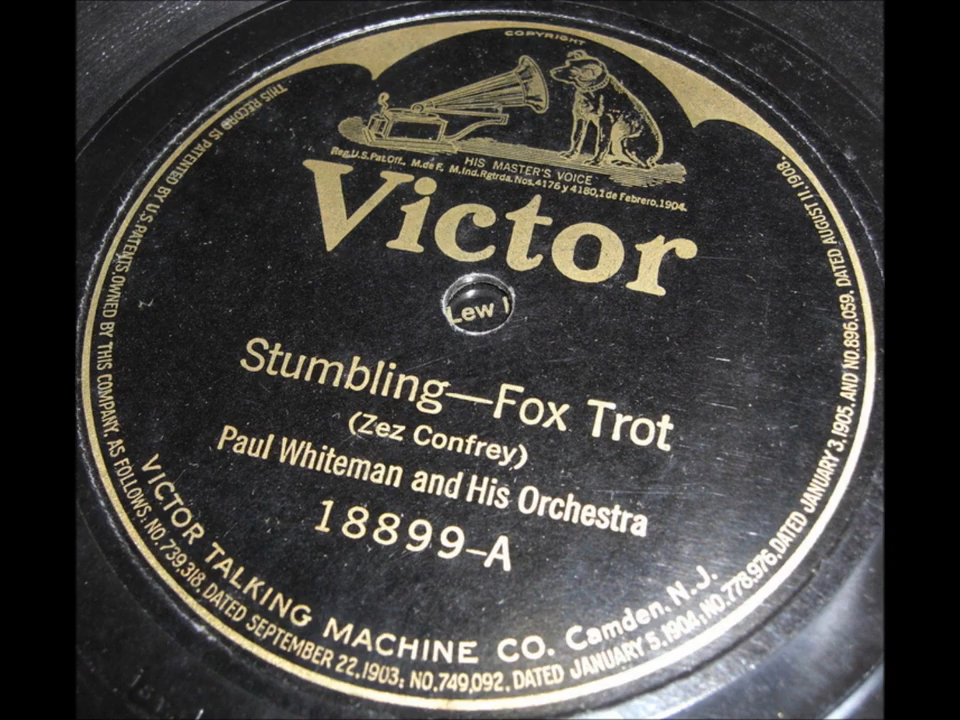 COPYRIGHT
HIS MASTER'S VOICE
Reg.U.S.Pat.Off. M.de F. M.Ind.Rgtrda.Nos.4176 y 4180,1 de Febrero,1904.
Victor
Lew
Stumbling—Fox Trot
(Zez Confrey)
Paul Whiteman and His Orchestra
18899-A
VICTOR TALKING MACHINE CO. Camden. N.J.
THIS RECORD IS PATENTED BY U.S. PATENTS, OWNED BY THIS COMPANY, AS FOLLOWS: NO.739,318, DATED SEPTEMBER 22,1903; NO.749,092, DATED JANUARY 5,1904; NO.778,976, DATED JANUARY 3,1905, AND NO.896,059, DATED AUGUST 11,1908.